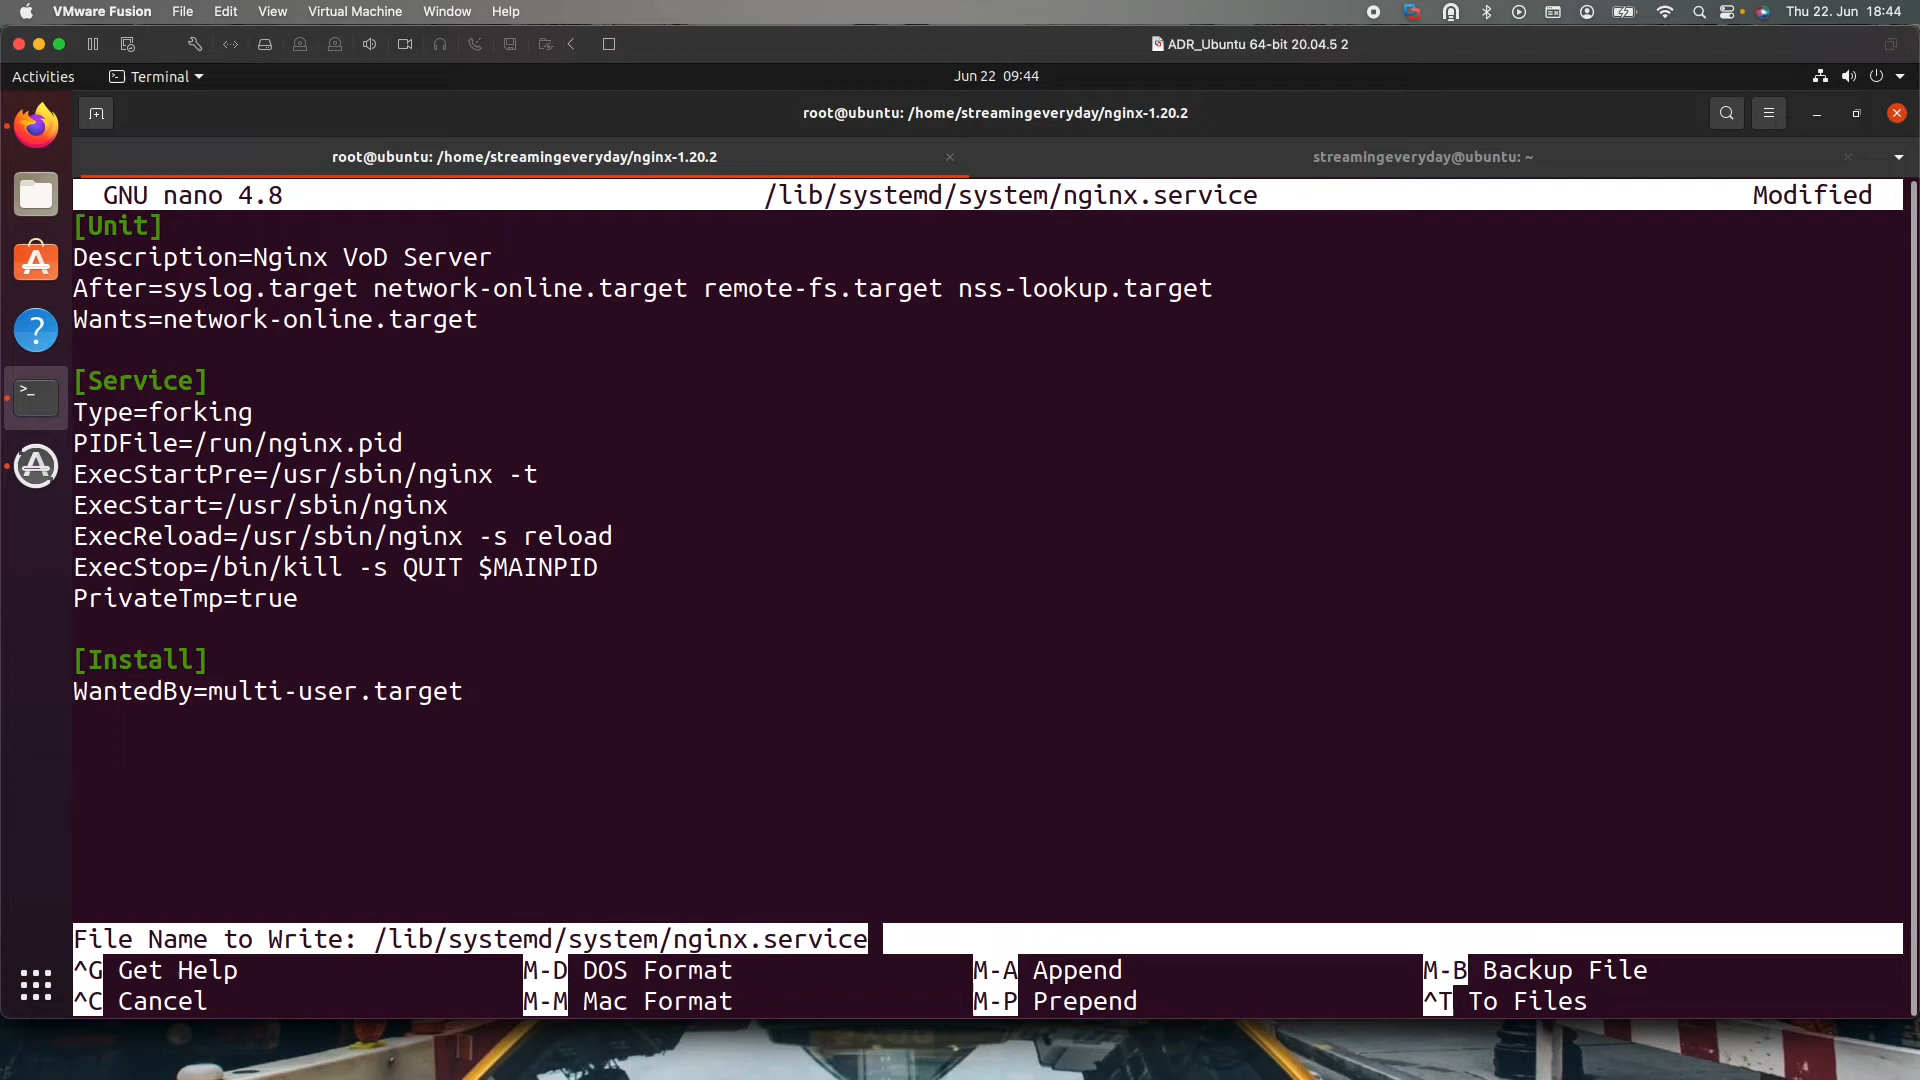 VMware Fusion File Edit View Virtual Machine Window Help Thu 22. Jun 18:44
ADR_Ubuntu 64-bit 20.04.5 2
Activities Terminal Jun 22 09:44
root@ubuntu: /home/streamingeveryday/nginx-1.20.2
root@ubuntu: /home/streamingeveryday/nginx-1.20.2 streamingeveryday@ubuntu: ~
GNU nano 4.8 /lib/systemd/system/nginx.service Modified
[Unit]
Description=Nginx VoD Server
After=syslog.target network-online.target remote-fs.target nss-lookup.target
Wants=network-online.target
[Service]
Type=forking
PIDFile=/run/nginx.pid
ExecStartPre=/usr/sbin/nginx -t
ExecStart=/usr/sbin/nginx
ExecReload=/usr/sbin/nginx -s reload
ExecStop=/bin/kill -s QUIT $MAINPID
PrivateTmp=true
[Install]
WantedBy=multi-user.target
File Name to Write: /lib/systemd/system/nginx.service
^G Get Help M-D DOS Format M-A Append M-B Backup File
^C Cancel M-M Mac Format M-P Prepend ^T To Files